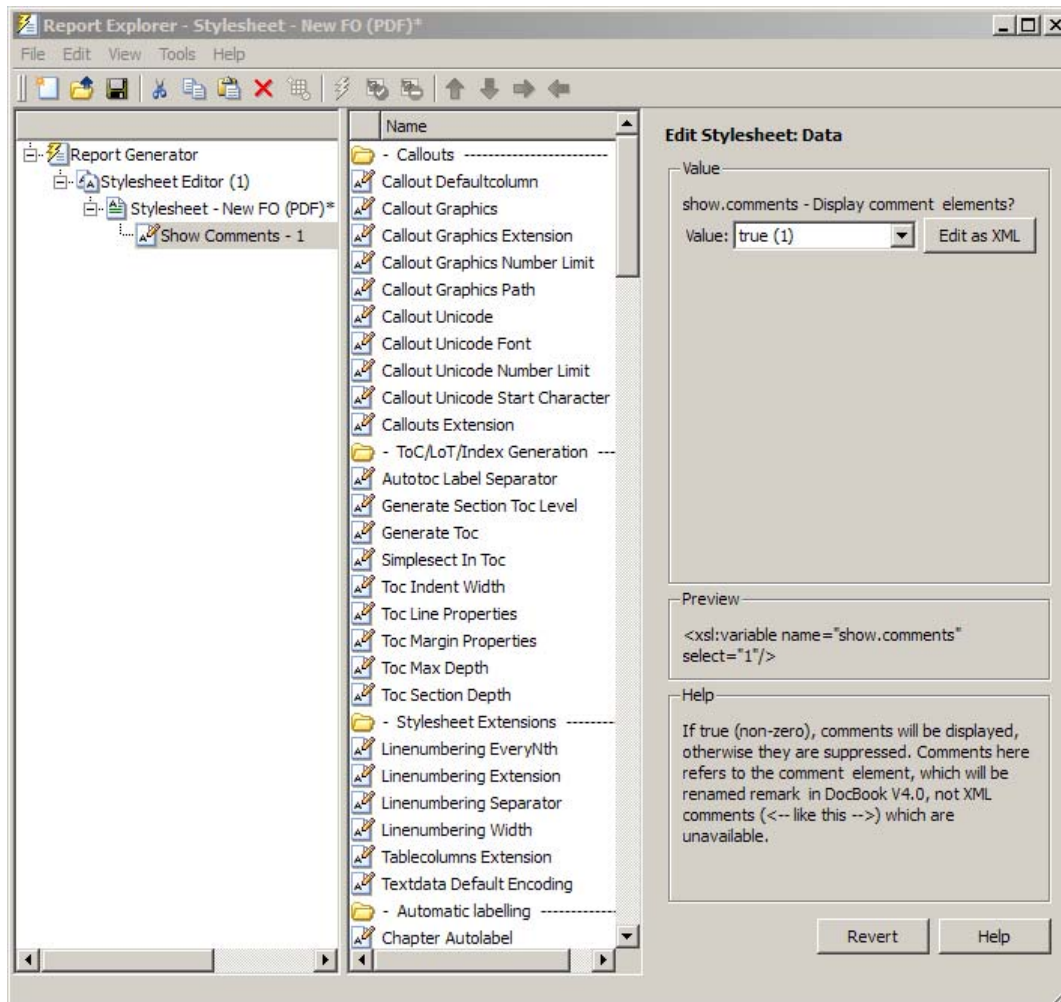 Report Explorer - Stylesheet - New FO (PDF)*
File Edit View Tools Help
Report Generator
Stylesheet Editor (1)
Stylesheet - New FO (PDF)*
Show Comments - 1
Name
- Callouts ------------------------
Callout Defaultcolumn
Callout Graphics
Callout Graphics Extension
Callout Graphics Number Limit
Callout Graphics Path
Callout Unicode
Callout Unicode Font
Callout Unicode Number Limit
Callout Unicode Start Character
Callouts Extension
- ToC/LoT/Index Generation ---
Autotoc Label Separator
Generate Section Toc Level
Generate Toc
Simplesect In Toc
Toc Indent Width
Toc Line Properties
Toc Margin Properties
Toc Max Depth
Toc Section Depth
- Stylesheet Extensions --------
Linenumbering EveryNth
Linenumbering Extension
Linenumbering Separator
Linenumbering Width
Tablecolumns Extension
Textdata Default Encoding
- Automatic labelling ------------
Chapter Autolabel
Edit Stylesheet: Data
Value
show.comments - Display comment elements?
Value: true (1) Edit as XML
Preview
<xsl:variable name="show.comments"
select="1"/>
Help
If true (non-zero), comments will be displayed,
otherwise they are suppressed. Comments here
refers to the comment element, which will be
renamed remark in DocBook V4.0, not XML
comments (<-- like this -->) which are
unavailable.
Revert Help